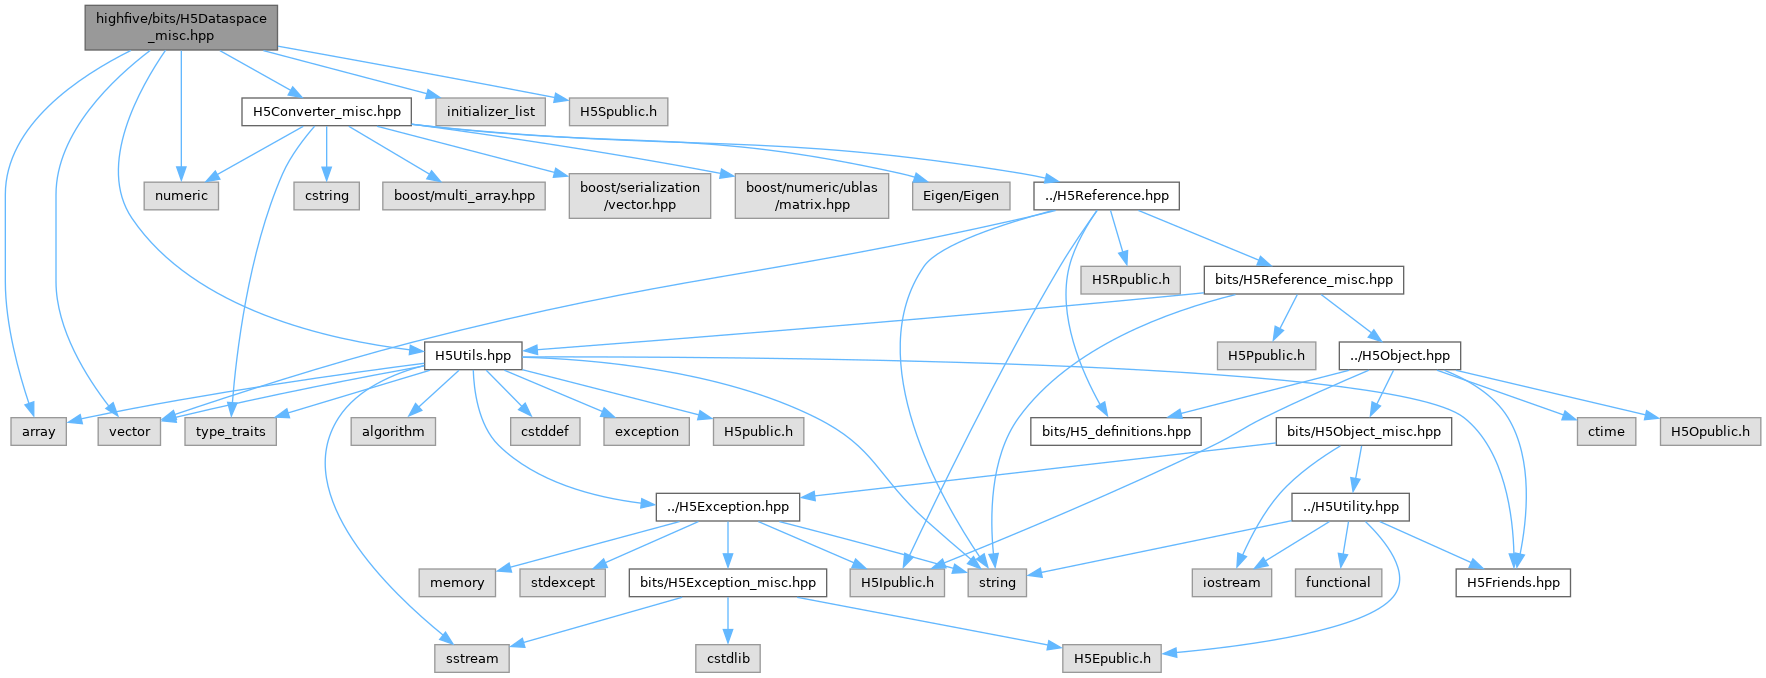 highfive/bits/H5Dataspace
_misc.hpp
H5Converter_misc.hpp
initializer_list
H5Spublic.h
numeric
cstring
boost/multi_array.hpp
boost/serialization
/vector.hpp
boost/numeric/ublas
/matrix.hpp
Eigen/Eigen
../H5Reference.hpp
H5Rpublic.h
bits/H5Reference_misc.hpp
H5Utils.hpp
H5Ppublic.h
../H5Object.hpp
array
vector
type_traits
algorithm
cstddef
exception
H5public.h
bits/H5_definitions.hpp
bits/H5Object_misc.hpp
ctime
H5Opublic.h
../H5Exception.hpp
../H5Utility.hpp
memory
stdexcept
bits/H5Exception_misc.hpp
H5Ipublic.h
string
iostream
functional
H5Friends.hpp
sstream
cstdlib
H5Epublic.h